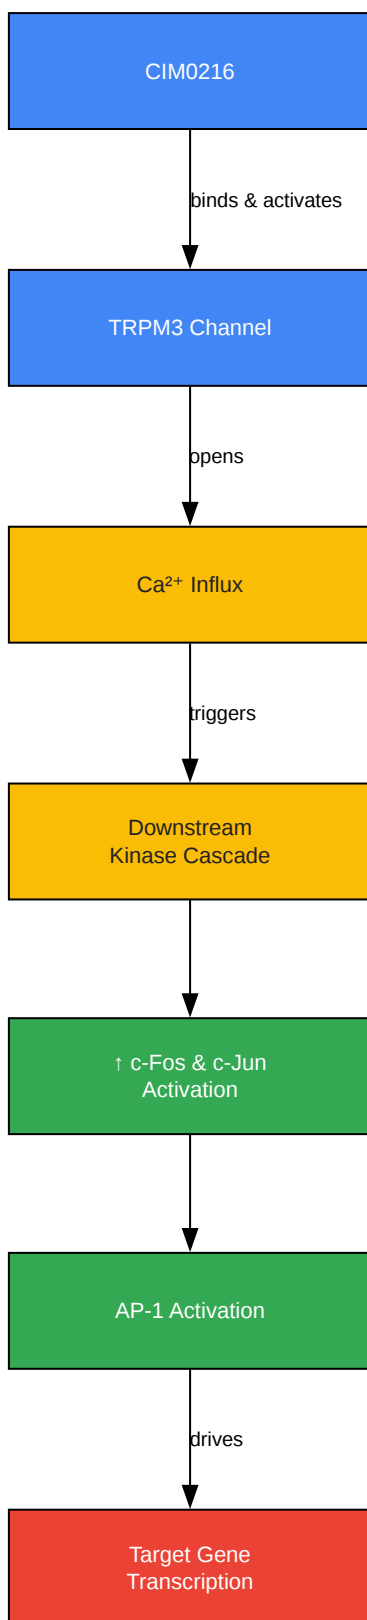 CIM0216
binds & activates
TRPM3 Channel
opens
Ca²⁺ Influx
triggers
Downstream
Kinase Cascade
↑ c-Fos & c-Jun
Activation
AP-1 Activation
drives
Target Gene
Transcription